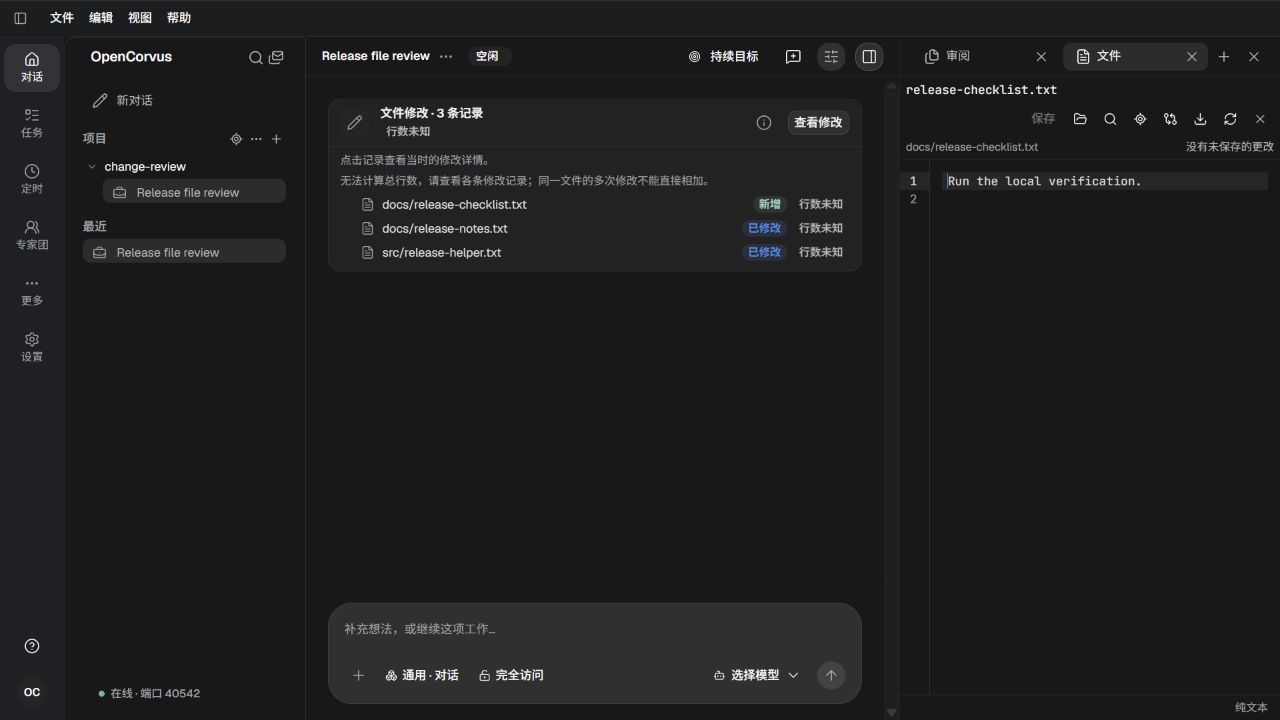 文件 编辑 视图 帮助
对话
任务
定时
专家团
更多
设置
OC
OpenCorvus
新对话
项目
change-review
Release file review
最近
Release file review
在线 · 端口 40542
Release file review ··· 空闲 持续目标
文件修改 · 3 条记录
行数未知
查看修改
点击记录查看当时的修改详情。
无法计算总行数，请查看各条修改记录；同一文件的多次修改不能直接相加。
docs/release-checklist.txt 新增 行数未知
docs/release-notes.txt 已修改 行数未知
src/release-helper.txt 已修改 行数未知
补充想法，或继续这项工作…
通用 · 对话 完全访问 选择模型
审阅 文件
release-checklist.txt
保存
docs/release-checklist.txt 没有未保存的更改
1 Run the local verification.
2
纯文本